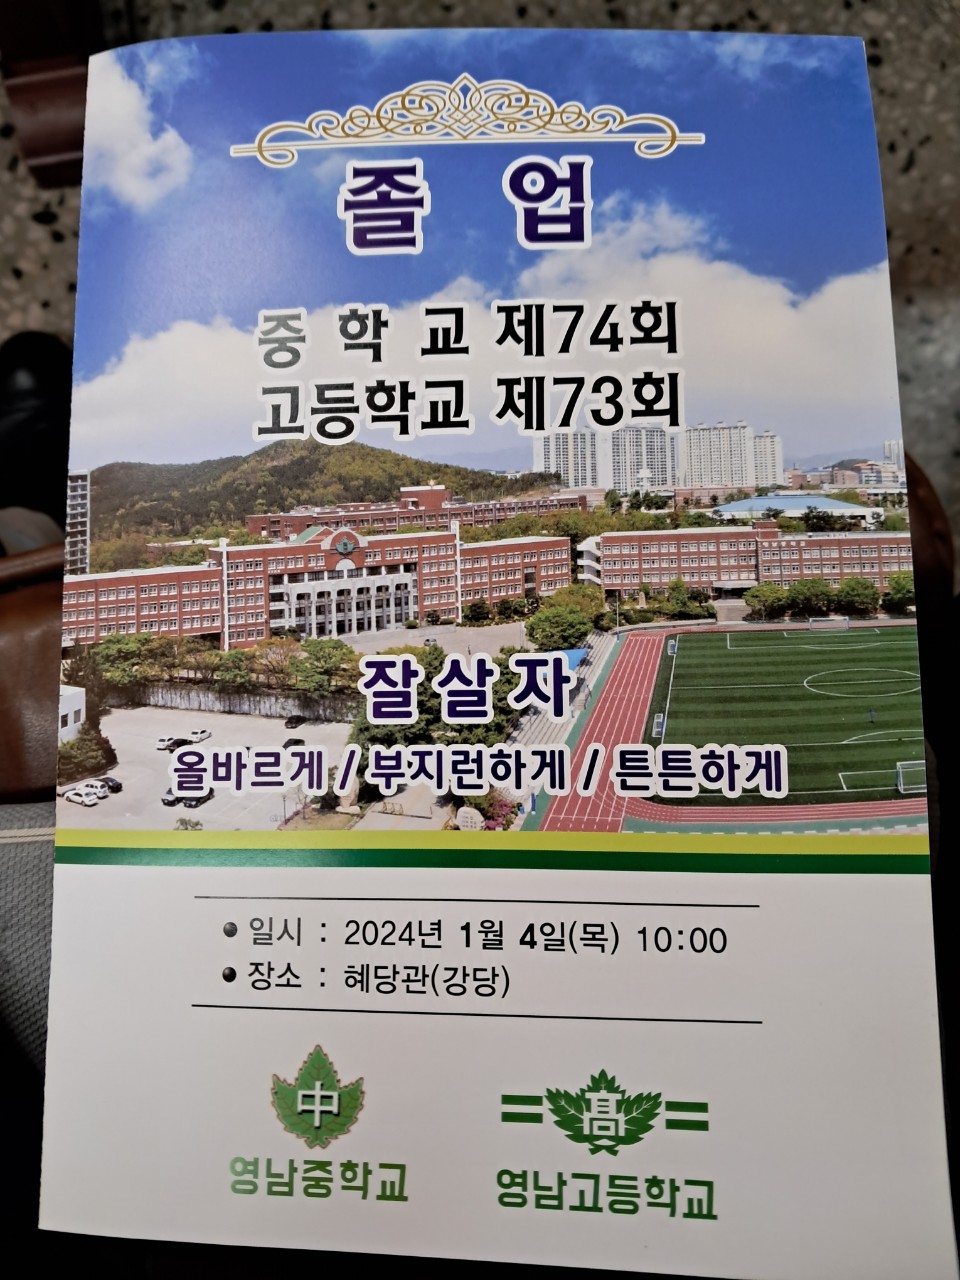 졸 업
중 학 교 제74회
고등학교 제73회
잘살자
올바르게 / 부지런하게 / 튼튼하게
• 일시 : 2024년 1월 4일(목) 10:00
• 장소 : 혜당관(강당)
中
영남중학교
高
영남고등학교